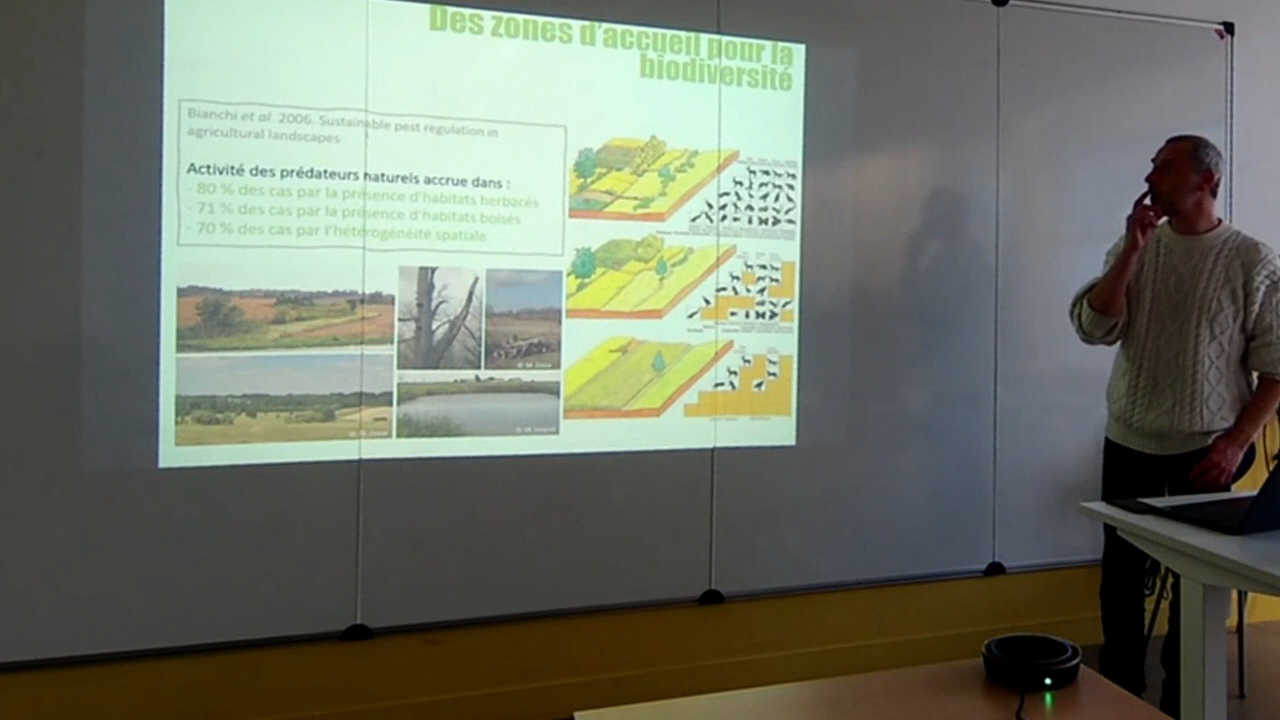 Des zones d'accueil pour la
biodiversité
Bianchi et al. 2006. Sustainable pest regulation in
agricultural landscapes
Activité des prédateurs naturels accrue dans :
- 80 % des cas par la présence d'habitats herbacés
- 71 % des cas par la présence d'habitats boisés
- 70 % des cas par l'hétérogénéité spatiale